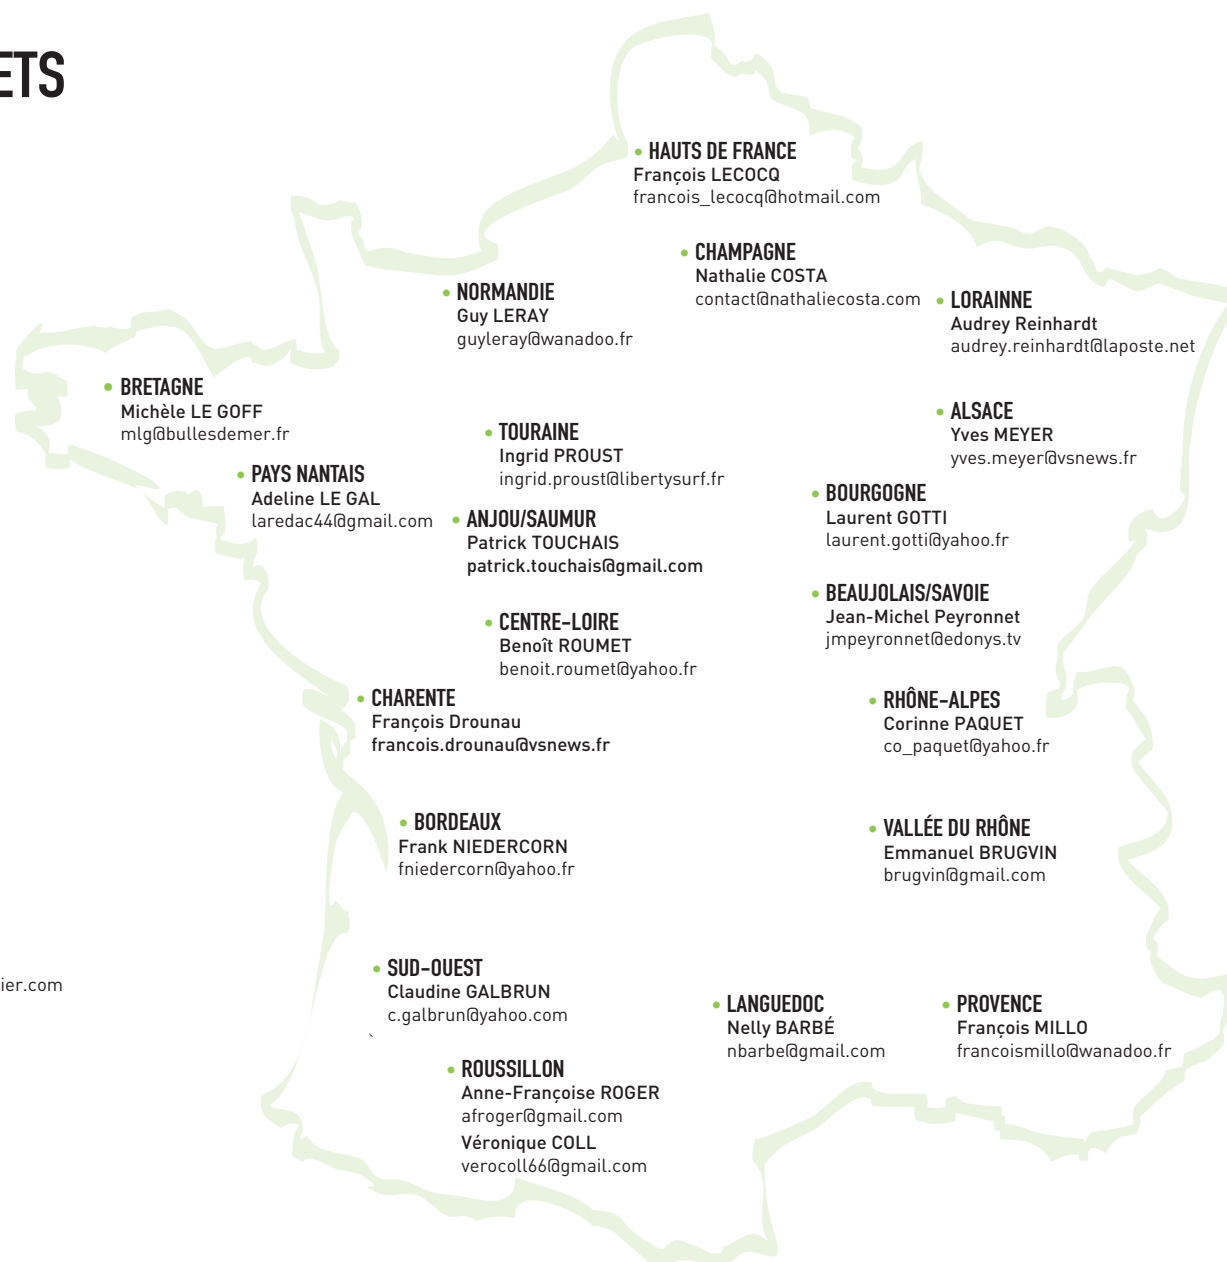 ETS
• HAUTS DE FRANCE
François LECOCQ
francois_lecocq@hotmail.com
• CHAMPAGNE
Nathalie COSTA
contact@nathaliecosta.com
• NORMANDIE
Guy LERAY
guyleray@wanadoo.fr
• LORAINNE
Audrey Reinhardt
audrey.reinhardt@laposte.net
• BRETAGNE
Michèle LE GOFF
mlg@bullesdemer.fr
• ALSACE
Yves MEYER
yves.meyer@vsnews.fr
• TOURAINE
Ingrid PROUST
ingrid.proust@libertysurf.fr
• PAYS NANTAIS
Adeline LE GAL
laredac44@gmail.com
• BOURGOGNE
Laurent GOTTI
laurent.gotti@yahoo.fr
• ANJOU/SAUMUR
Patrick TOUCHAIS
patrick.touchais@gmail.com
• BEAUJOLAIS/SAVOIE
Jean-Michel Peyronnet
jmpeyronnet@edonys.tv
• CENTRE-LOIRE
Benoît ROUMET
benoit.roumet@yahoo.fr
• CHARENTE
François Drounau
francois.drounau@vsnews.fr
• RHÔNE-ALPES
Corinne PAQUET
co_paquet@yahoo.fr
• BORDEAUX
Frank NIEDERCORN
fniedercorn@yahoo.fr
• VALLÉE DU RHÔNE
Emmanuel BRUGVIN
brugvin@gmail.com
ier.com
• SUD-OUEST
Claudine GALBRUN
c.galbrun@yahoo.com
• LANGUEDOC
Nelly BARBÉ
nbarbe@gmail.com
• PROVENCE
François MILLO
francoismillo@wanadoo.fr
• ROUSSILLON
Anne-Françoise ROGER
afroger@gmail.com
Véronique COLL
verocoll66@gmail.com